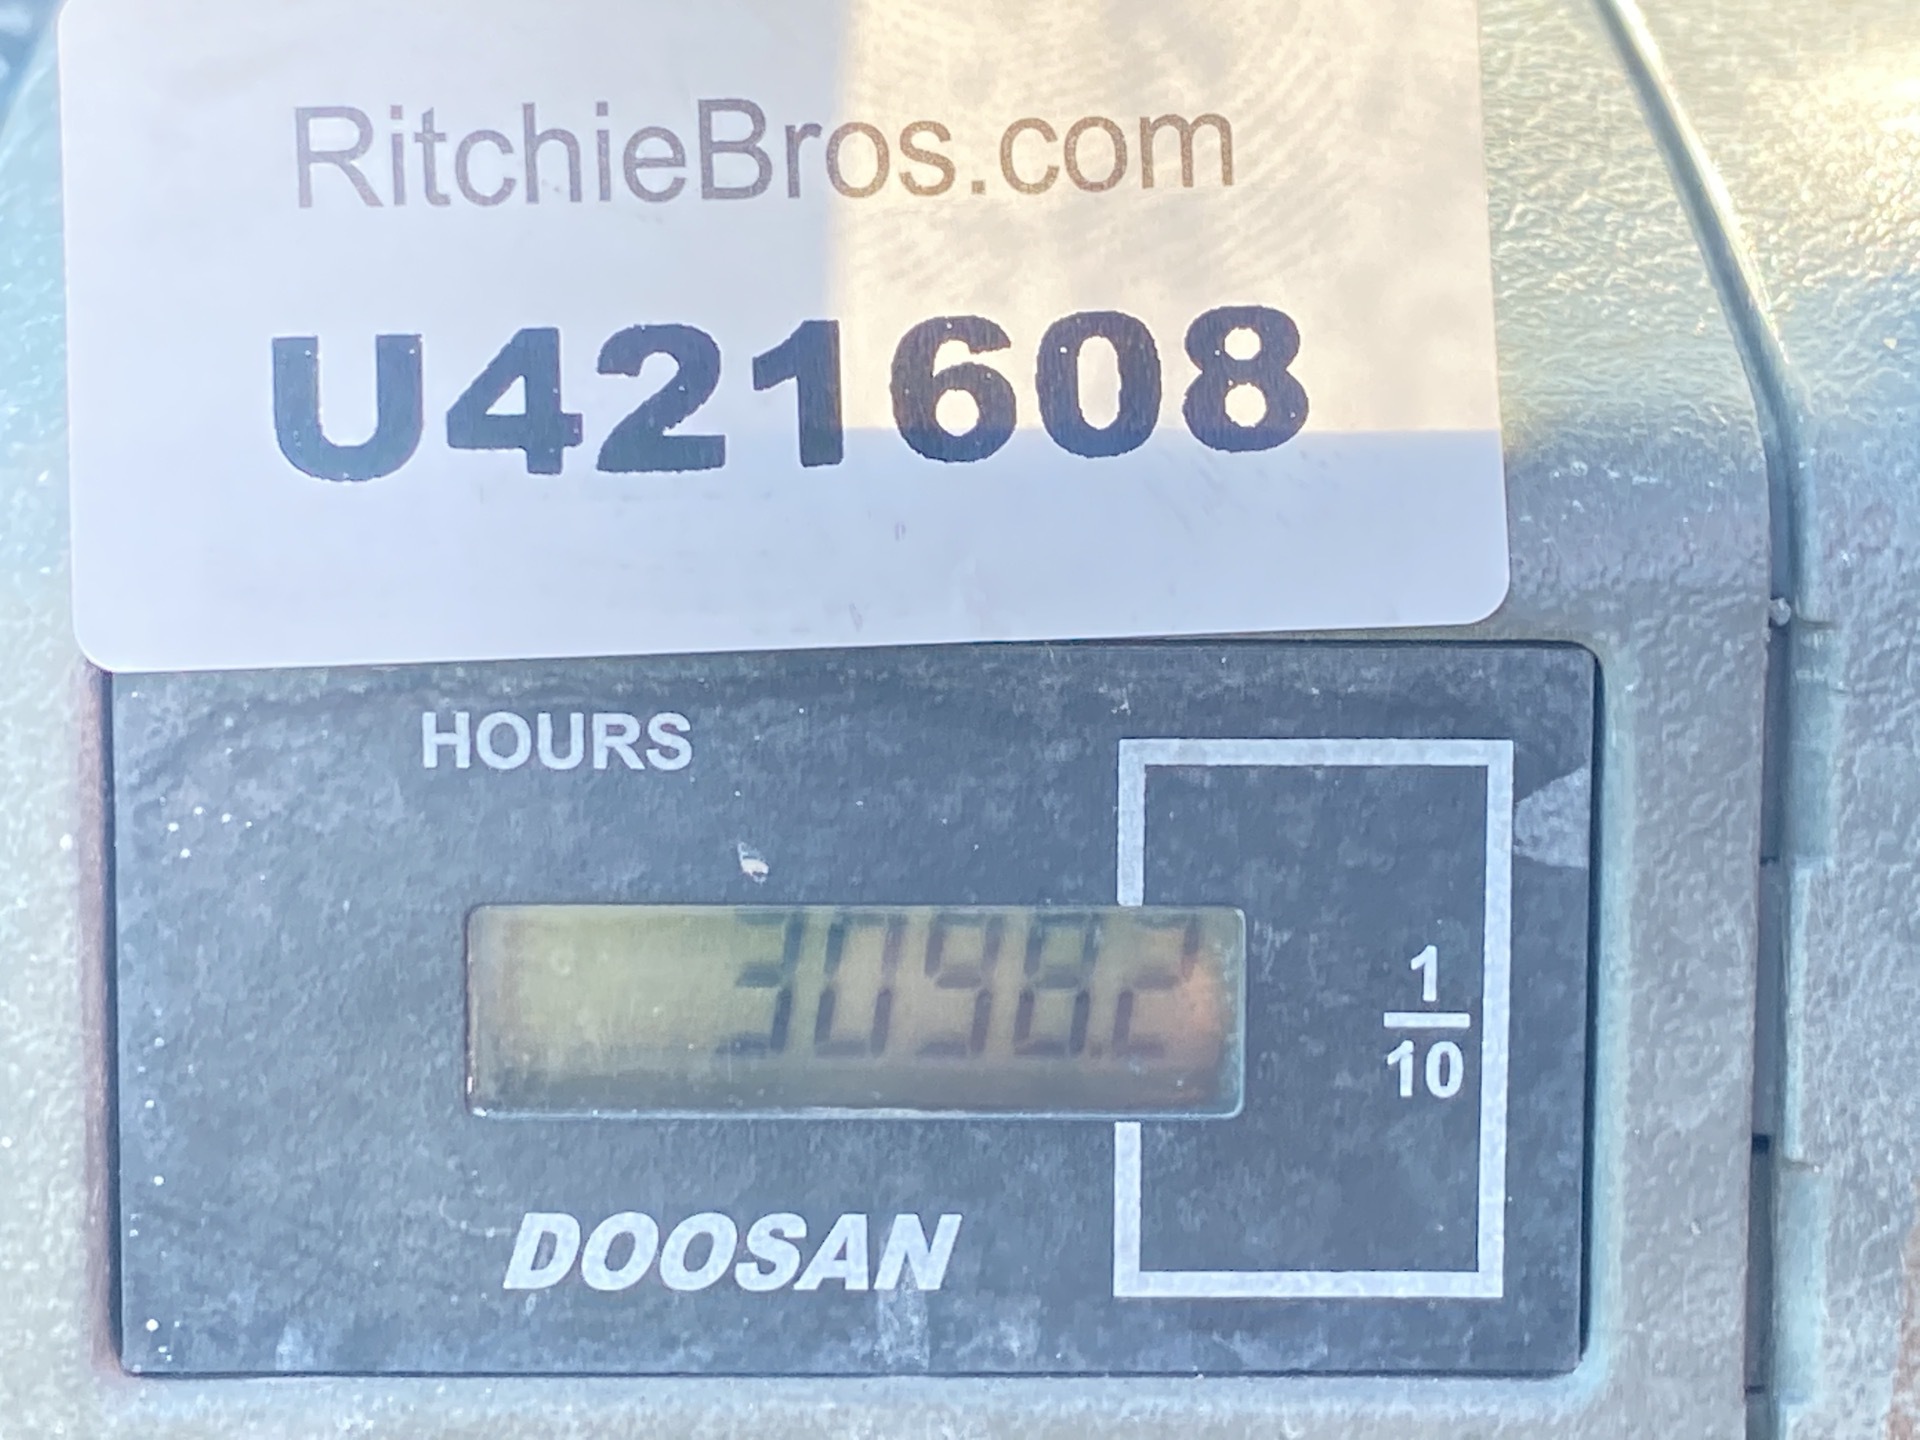 RitchieBros.com
U421608
HOURS
3098.2
1
10
DOOSAN